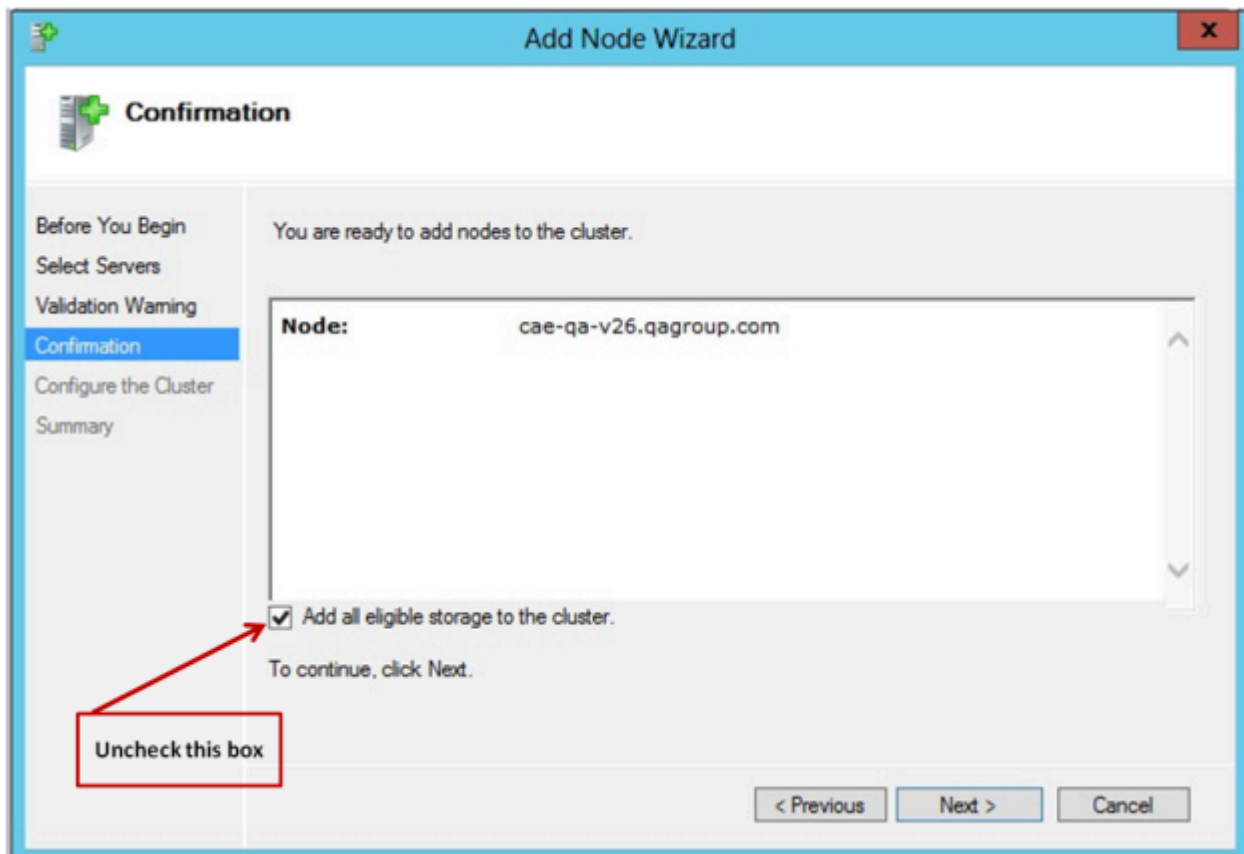 Add Node Wizard
x
Confirmation
Before You Begin
Select Servers
Validation Warning
Confirmation
Configure the Cluster
Summary
You are ready to add nodes to the cluster.
Node: cae-qa-v26.qagroup.com
Add all eligible storage to the cluster.
To continue, click Next.
Uncheck this box
< Previous Next > Cancel